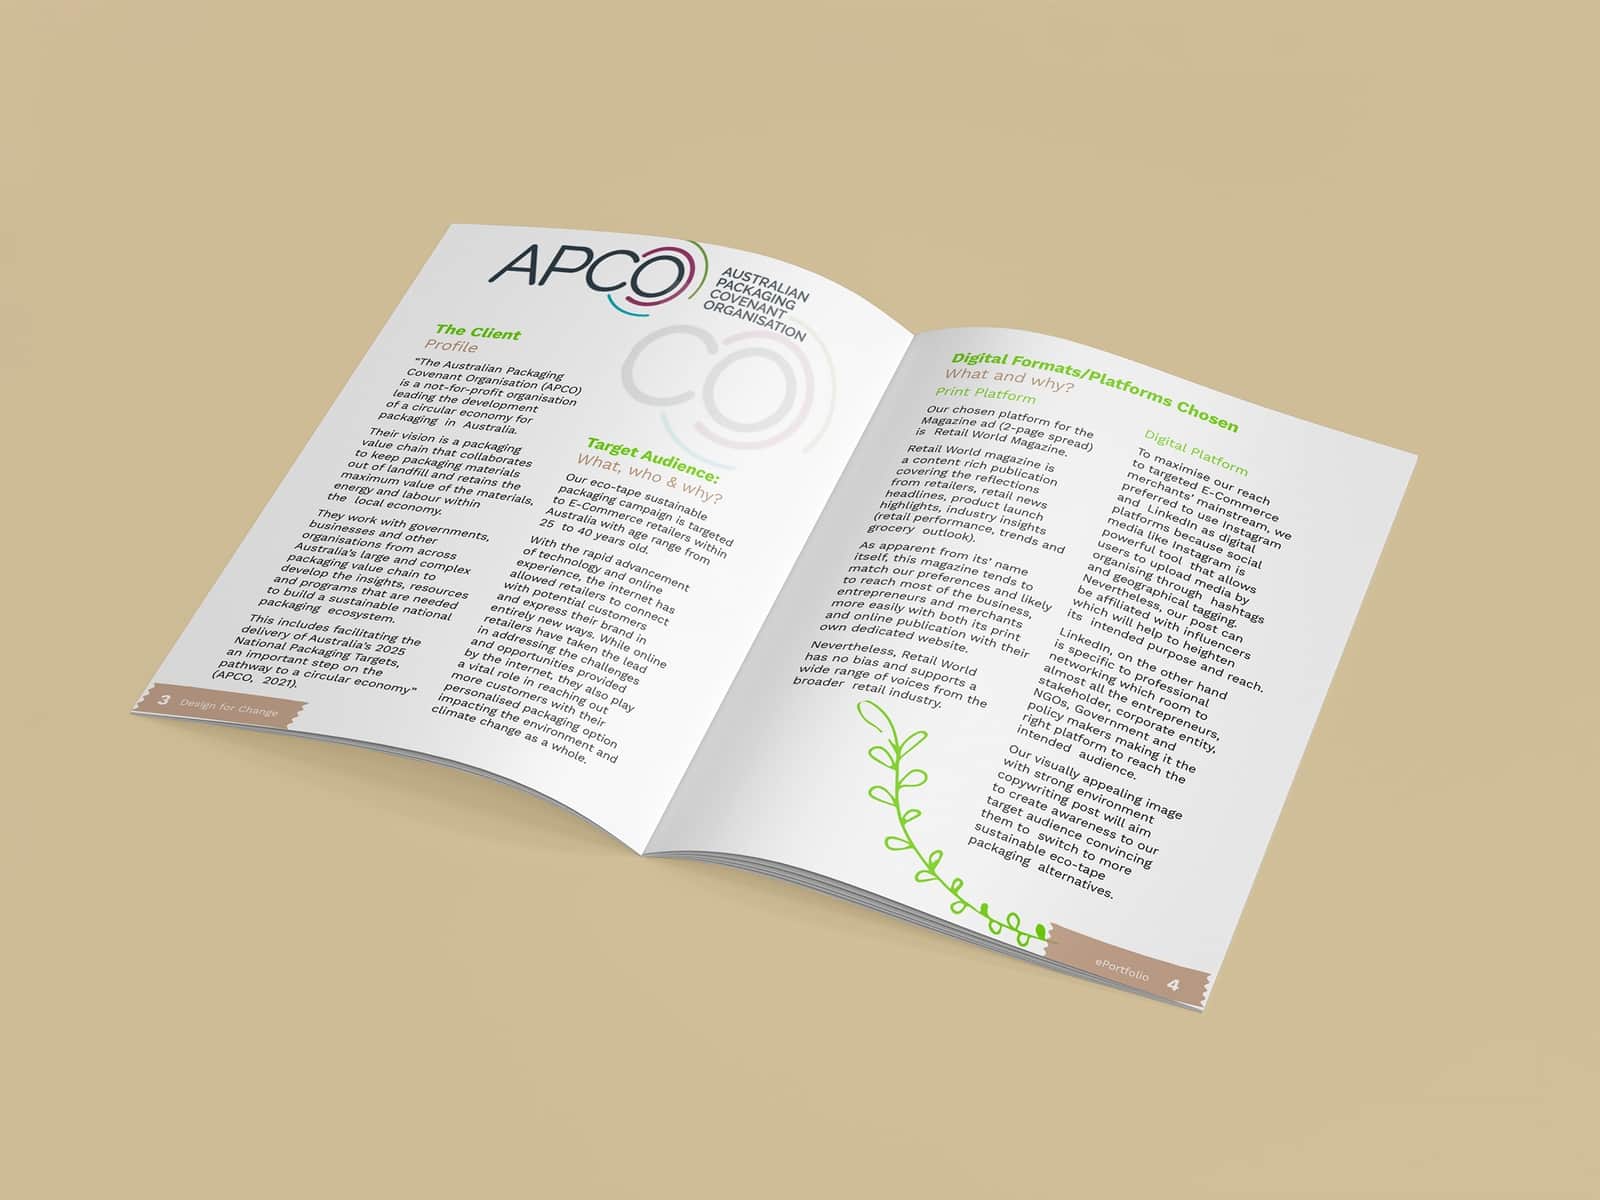 APCO
AUSTRALIAN
PACKAGING
COVENANT
ORGANISATION
CO
The Client
Profile
“The Australian Packaging
Covenant Organisation (APCO)
is a not-for-profit organisation
leading the development
of a circular economy for
packaging in Australia.
Their vision is a packaging
value chain that collaborates
to keep packaging materials
out of landfill and retains the
maximum value of the materials,
energy and labour within
the local economy.
They work with governments,
businesses and other
organisations from across
Australia's large and complex
packaging value chain to
develop the insights, resources
and programs that are needed
to build a sustainable national
packaging ecosystem.
This includes facilitating the
delivery of Australia's 2025
National Packaging Targets,
an important step on the
pathway to a circular economy”
(APCO, 2021).
Target Audience:
What, who & why?
Our eco-tape sustainable
packaging campaign is targeted
to E-Commerce retailers within
Australia with age range from
25 to 40 years old.
With the rapid advancement
of technology and online
experience, the internet has
allowed retailers to connect
with potential customers
and express their brand in
entirely new ways. While online
retailers have taken the lead
in addressing the challenges
and opportunities provided
by the internet, they also play
a vital role in reaching out
more customers with their
personalised packaging option
impacting the environment and
climate change as a whole.
3 Design for Change
Digital Formats/Platforms Chosen
What and why?
Print Platform
Our chosen platform for the
Magazine ad (2-page spread)
is Retail World Magazine.
Retail World magazine is
a content rich publication
covering the reflections
from retailers, retail news
headlines, product launch
highlights, industry insights
(retail performance, trends and
grocery outlook).
As apparent from its' name
itself, this magazine tends to
match our preferences and likely
to reach most of the business,
entrepreneurs and merchants
more easily with both its print
and online publication with their
own dedicated website.
Nevertheless, Retail World
has no bias and supports a
wide range of voices from the
broader retail industry.
Digital Platform
To maximise our reach
to targeted E-Commerce
merchants' mainstream, we
preferred to use Instagram
and LinkedIn as digital
platforms because social
media like Instagram is
powerful tool that allows
users to upload media by
organising through hashtags
and geographical tagging.
Nevertheless, our post can
be affiliated with influencers
which will help to heighten
its intended purpose and reach.
LinkedIn, on the other hand
is specific to professional
networking which room to
almost all the entrepreneurs,
stakeholder, corporate entity,
NGOs, Government and
policy makers making it the
right platform to reach the
intended audience.
Our visually appealing image
with strong environment
copywriting post will aim
to create awareness to our
target audience convincing
them to switch to more
sustainable eco-tape
packaging alternatives.
ePortfolio 4